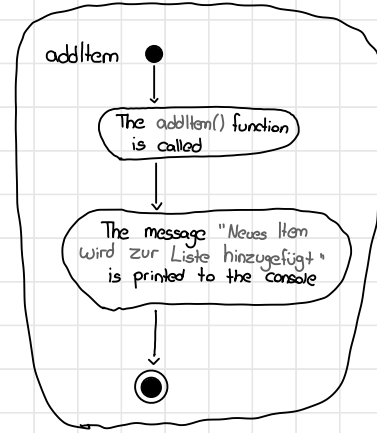 addItem
The addItem() function
is called
The message "Neues Item
wird zur Liste hinzugefügt"
is printed to the console